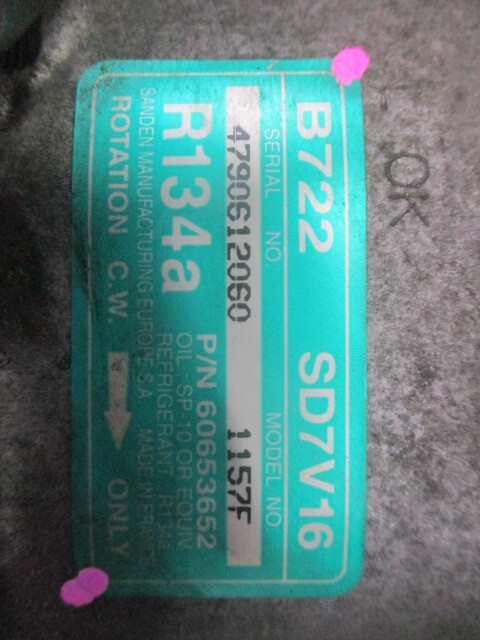 B722 SD7V16
SERIAL NO. MODEL NO
4790612060 1157F
R134a P/N 60653652
OIL : SP-10 OR EQUIV.
REFRIGERANT : R134a
SANDEN MANUFACTURING EUROPE S.A. MADE IN FRANCE
ROTATION C.W. ONLY
OK